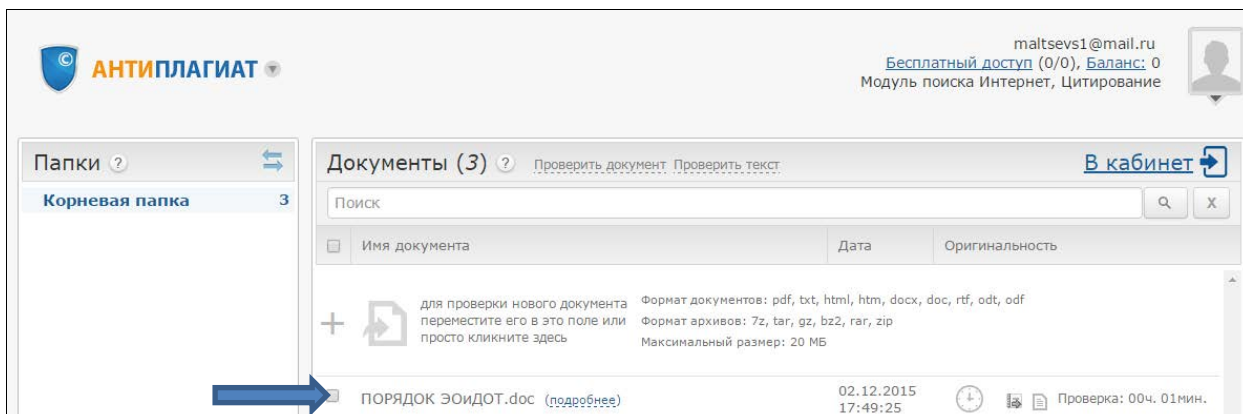 maltsevs1@mail.ru
© АНТИПЛАГИАТ
Бесплатный доступ (0/0), Баланс: 0
Модуль поиска Интернет, Цитирование
Папки ?
Корневая папка 3
Документы (3) ? Проверить документ Проверить текст В кабинет
Поиск X
Имя документа Дата Оригинальность
для проверки нового документа
переместите его в это поле или
просто кликните здесь
Формат документов: pdf, txt, html, htm, docx, doc, rtf, odt, odf
Формат архивов: 7z, tar, gz, bz2, rar, zip
Максимальный размер: 20 МБ
ПОРЯДОК ЭОиДОТ.doc (подробнее) 02.12.2015
17:49:25 Проверка: 00ч. 01мин.